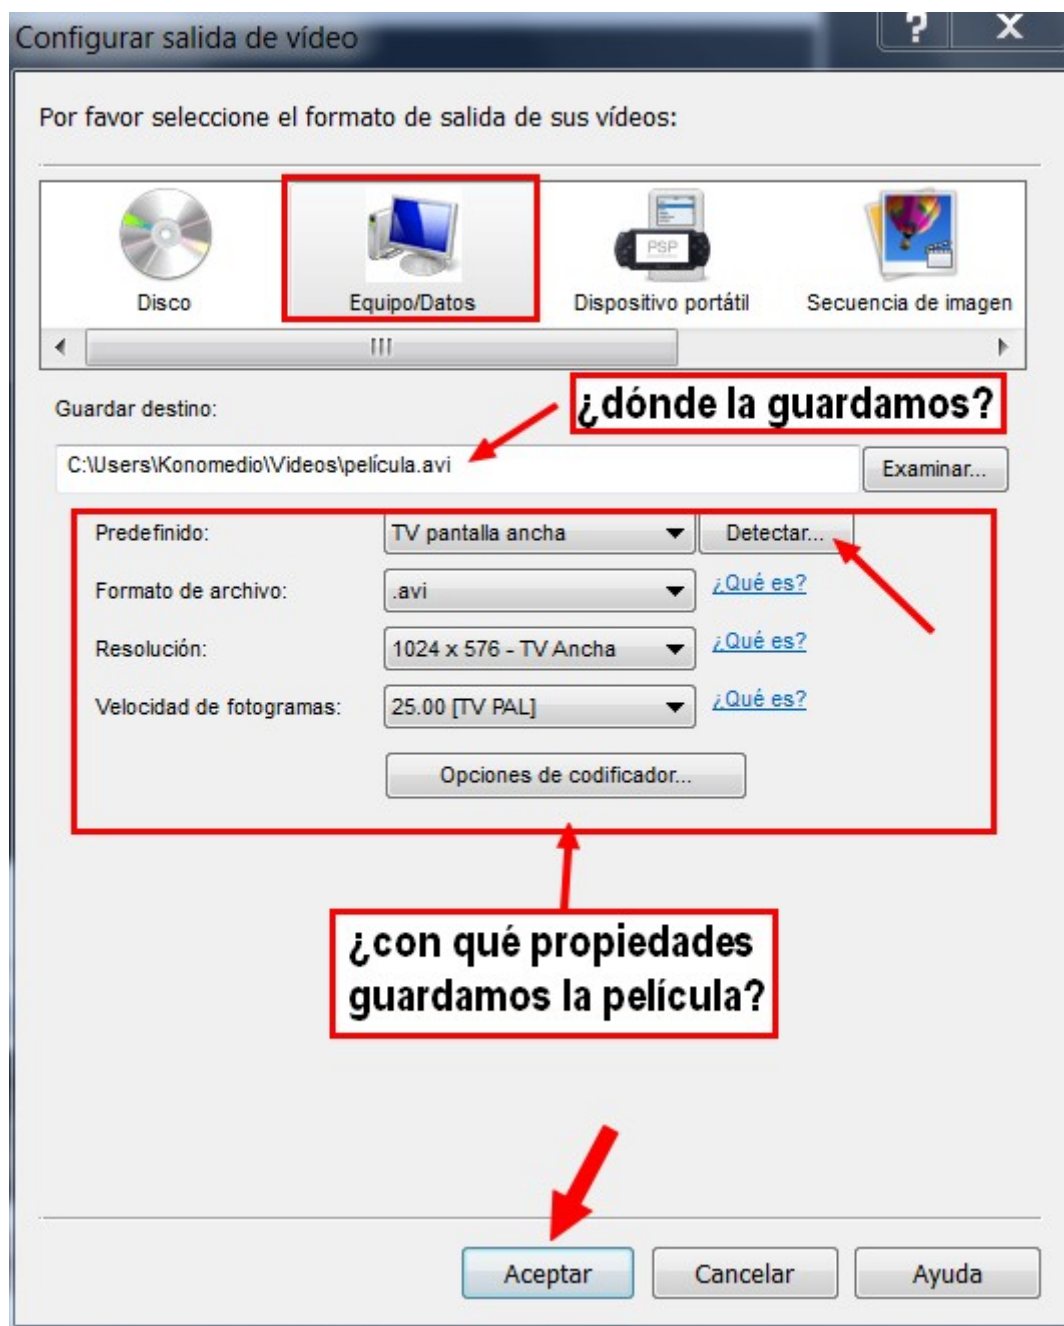 Configurar salida de vídeo
? X
Por favor seleccione el formato de salida de sus vídeos:
PSP
Disco
Equipo/Datos
Dispositivo portátil
Secuencia de imagen
¿dónde la guardamos?
Guardar destino:
C:\Users\Konomedio\Videos\película.avi
Examinar...
Predefinido: TV pantalla ancha Detectar...
Formato de archivo: .avi ¿Qué es?
Resolución: 1024 x 576 - TV Ancha ¿Qué es?
Velocidad de fotogramas: 25.00 [TV PAL] ¿Qué es?
Opciones de codificador...
¿con qué propiedades
guardamos la película?
Aceptar Cancelar Ayuda